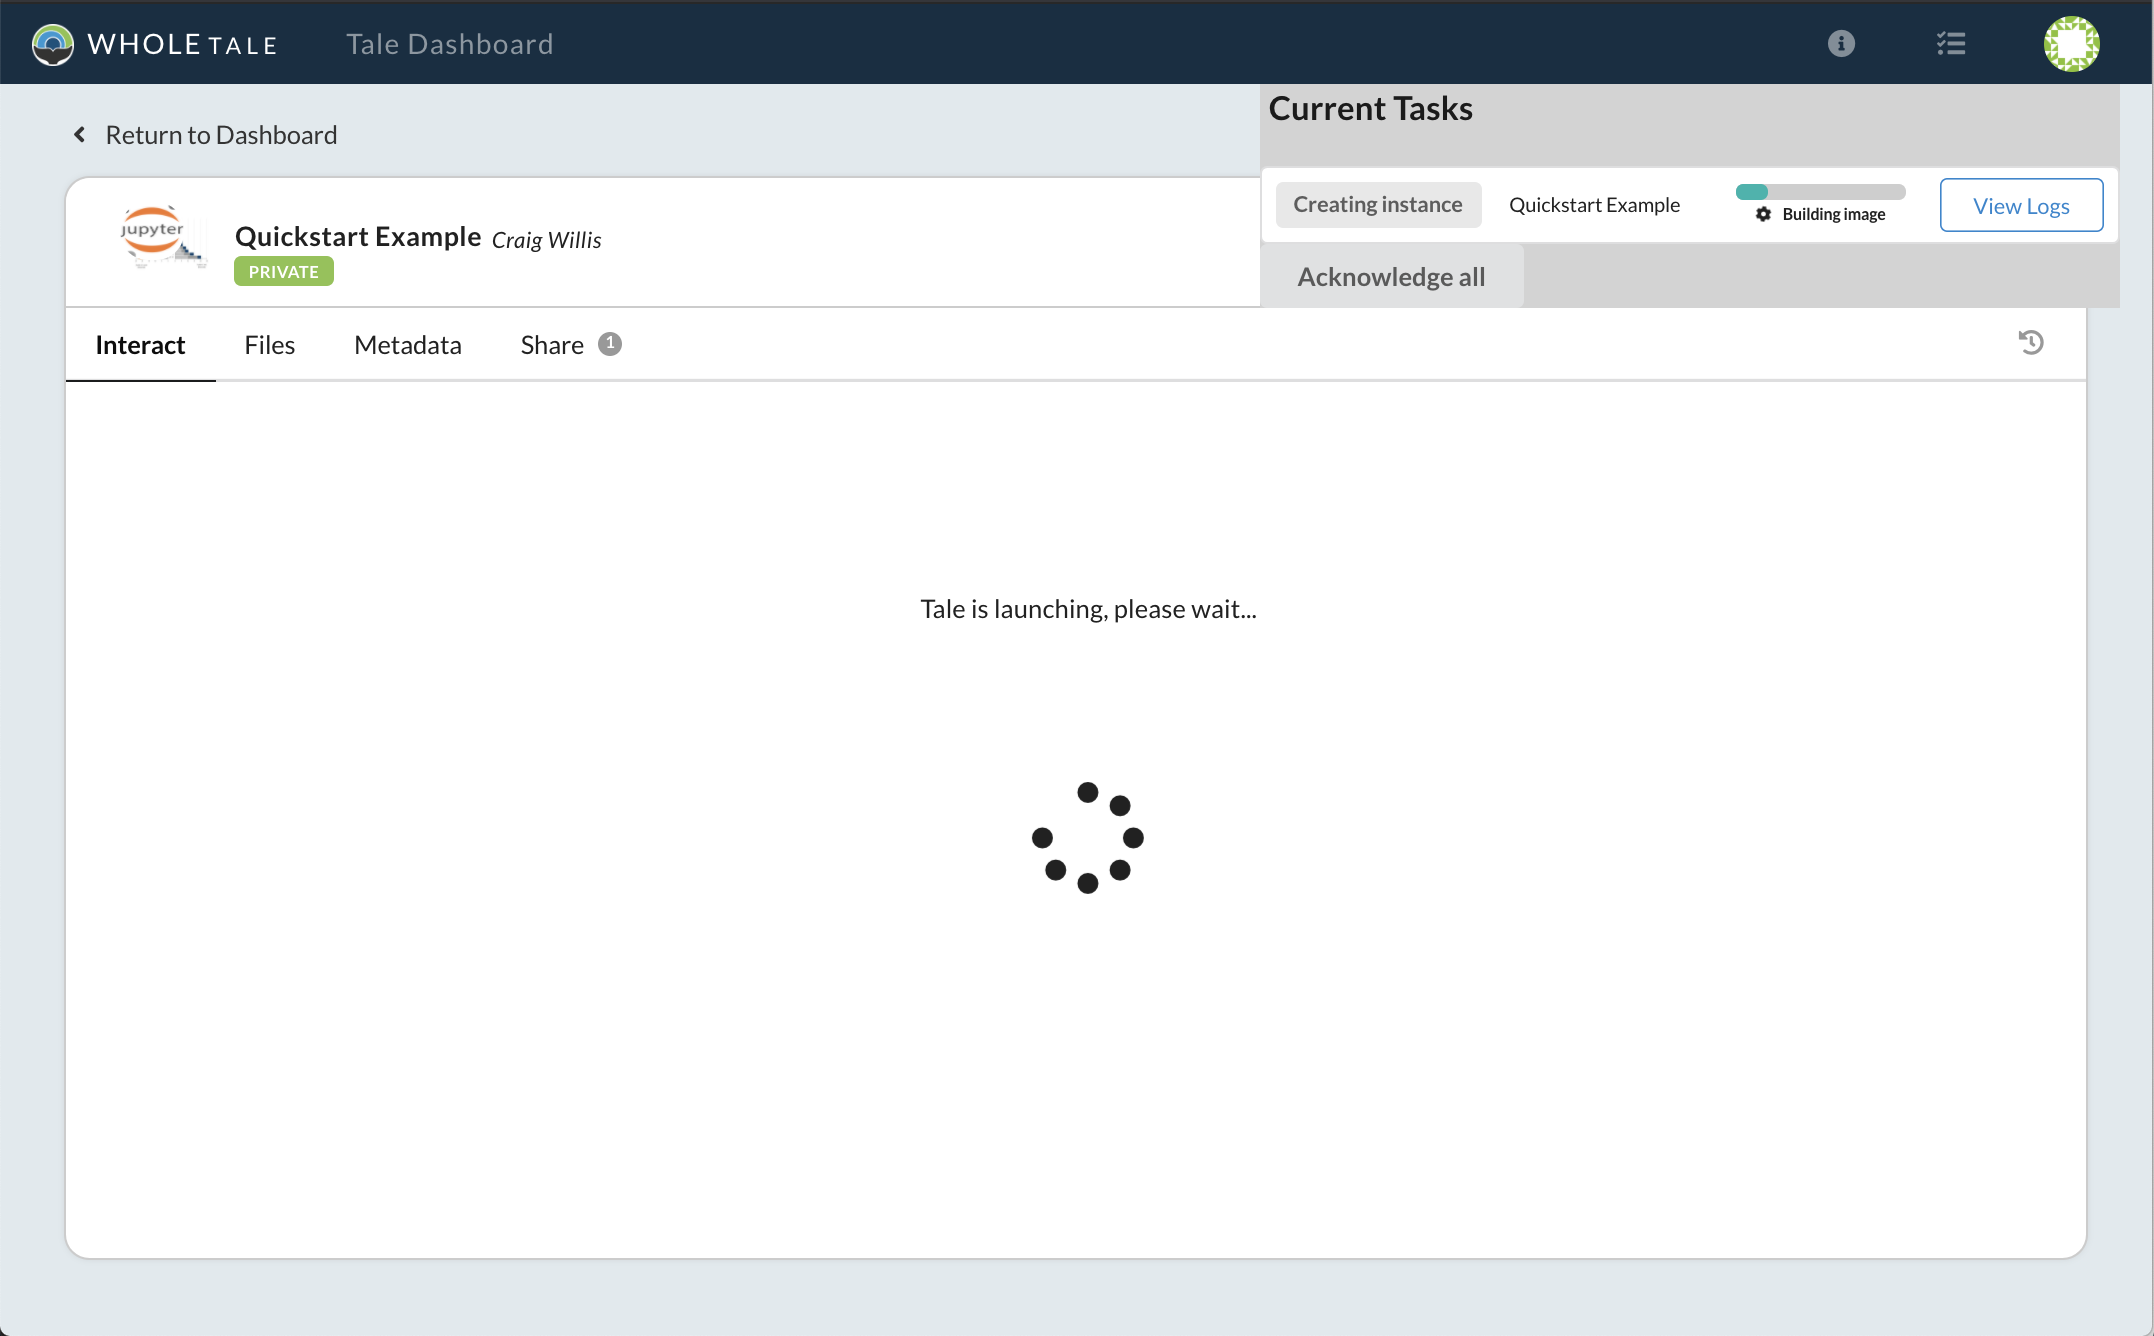 WHOLE TALE Tale Dashboard
Current Tasks
Return to Dashboard
Creating instance Quickstart Example Building image View Logs
jupyter
Quickstart Example Craig Willis
PRIVATE
Acknowledge all
Interact Files Metadata Share 1
Tale is launching, please wait...